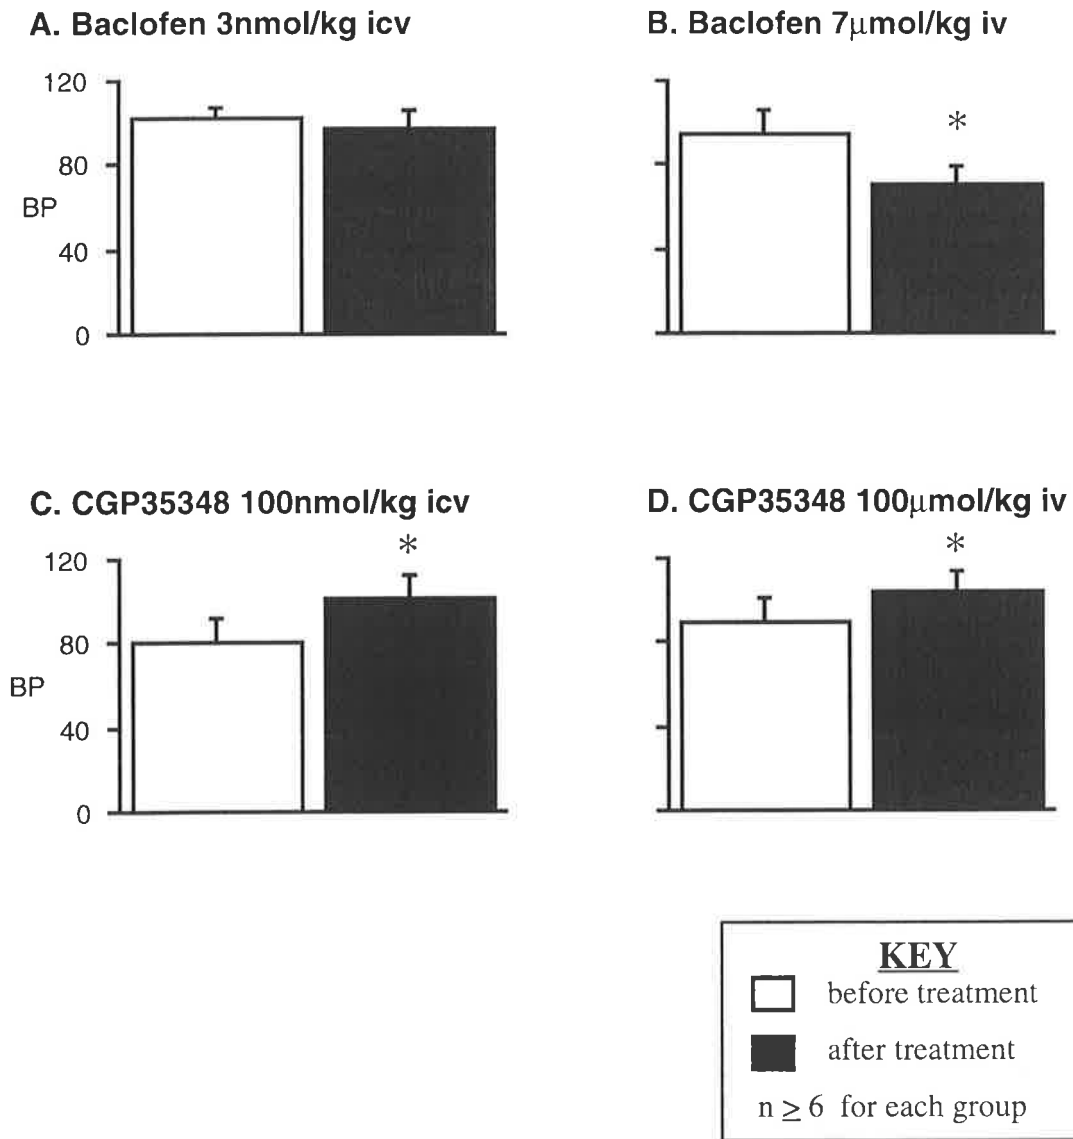 A. Baclofen 3nmol/kg icv
120
80
BP
40
0
B. Baclofen 7μmol/kg iv
*
C. CGP35348 100nmol/kg icv
120
*
80
BP
40
0
D. CGP35348 100μmol/kg iv
*
KEY
before treatment
after treatment
n ≥ 6 for each group